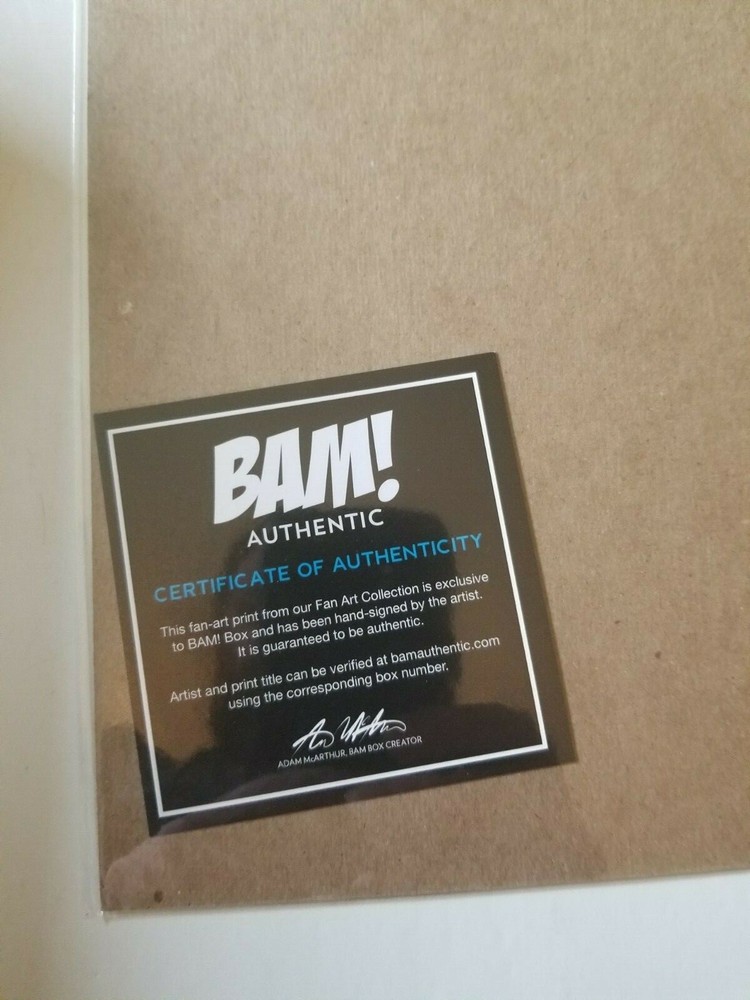 BAM!
AUTHENTIC
CERTIFICATE OF AUTHENTICITY
This fan-art print from our Fan Art Collection is exclusive
to BAM! Box and has been hand-signed by the artist.
It is guaranteed to be authentic.
Artist and print title can be verified at bamauthentic.com
using the corresponding box number.
ADAM McARTHUR, BAM BOX CREATOR